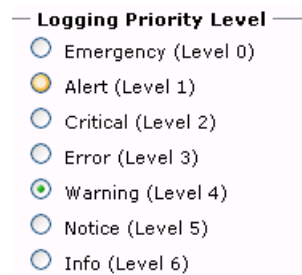 Logging Priority Level
Emergency (Level 0)
Alert (Level 1)
Critical (Level 2)
Error (Level 3)
Warning (Level 4)
Notice (Level 5)
Info (Level 6)